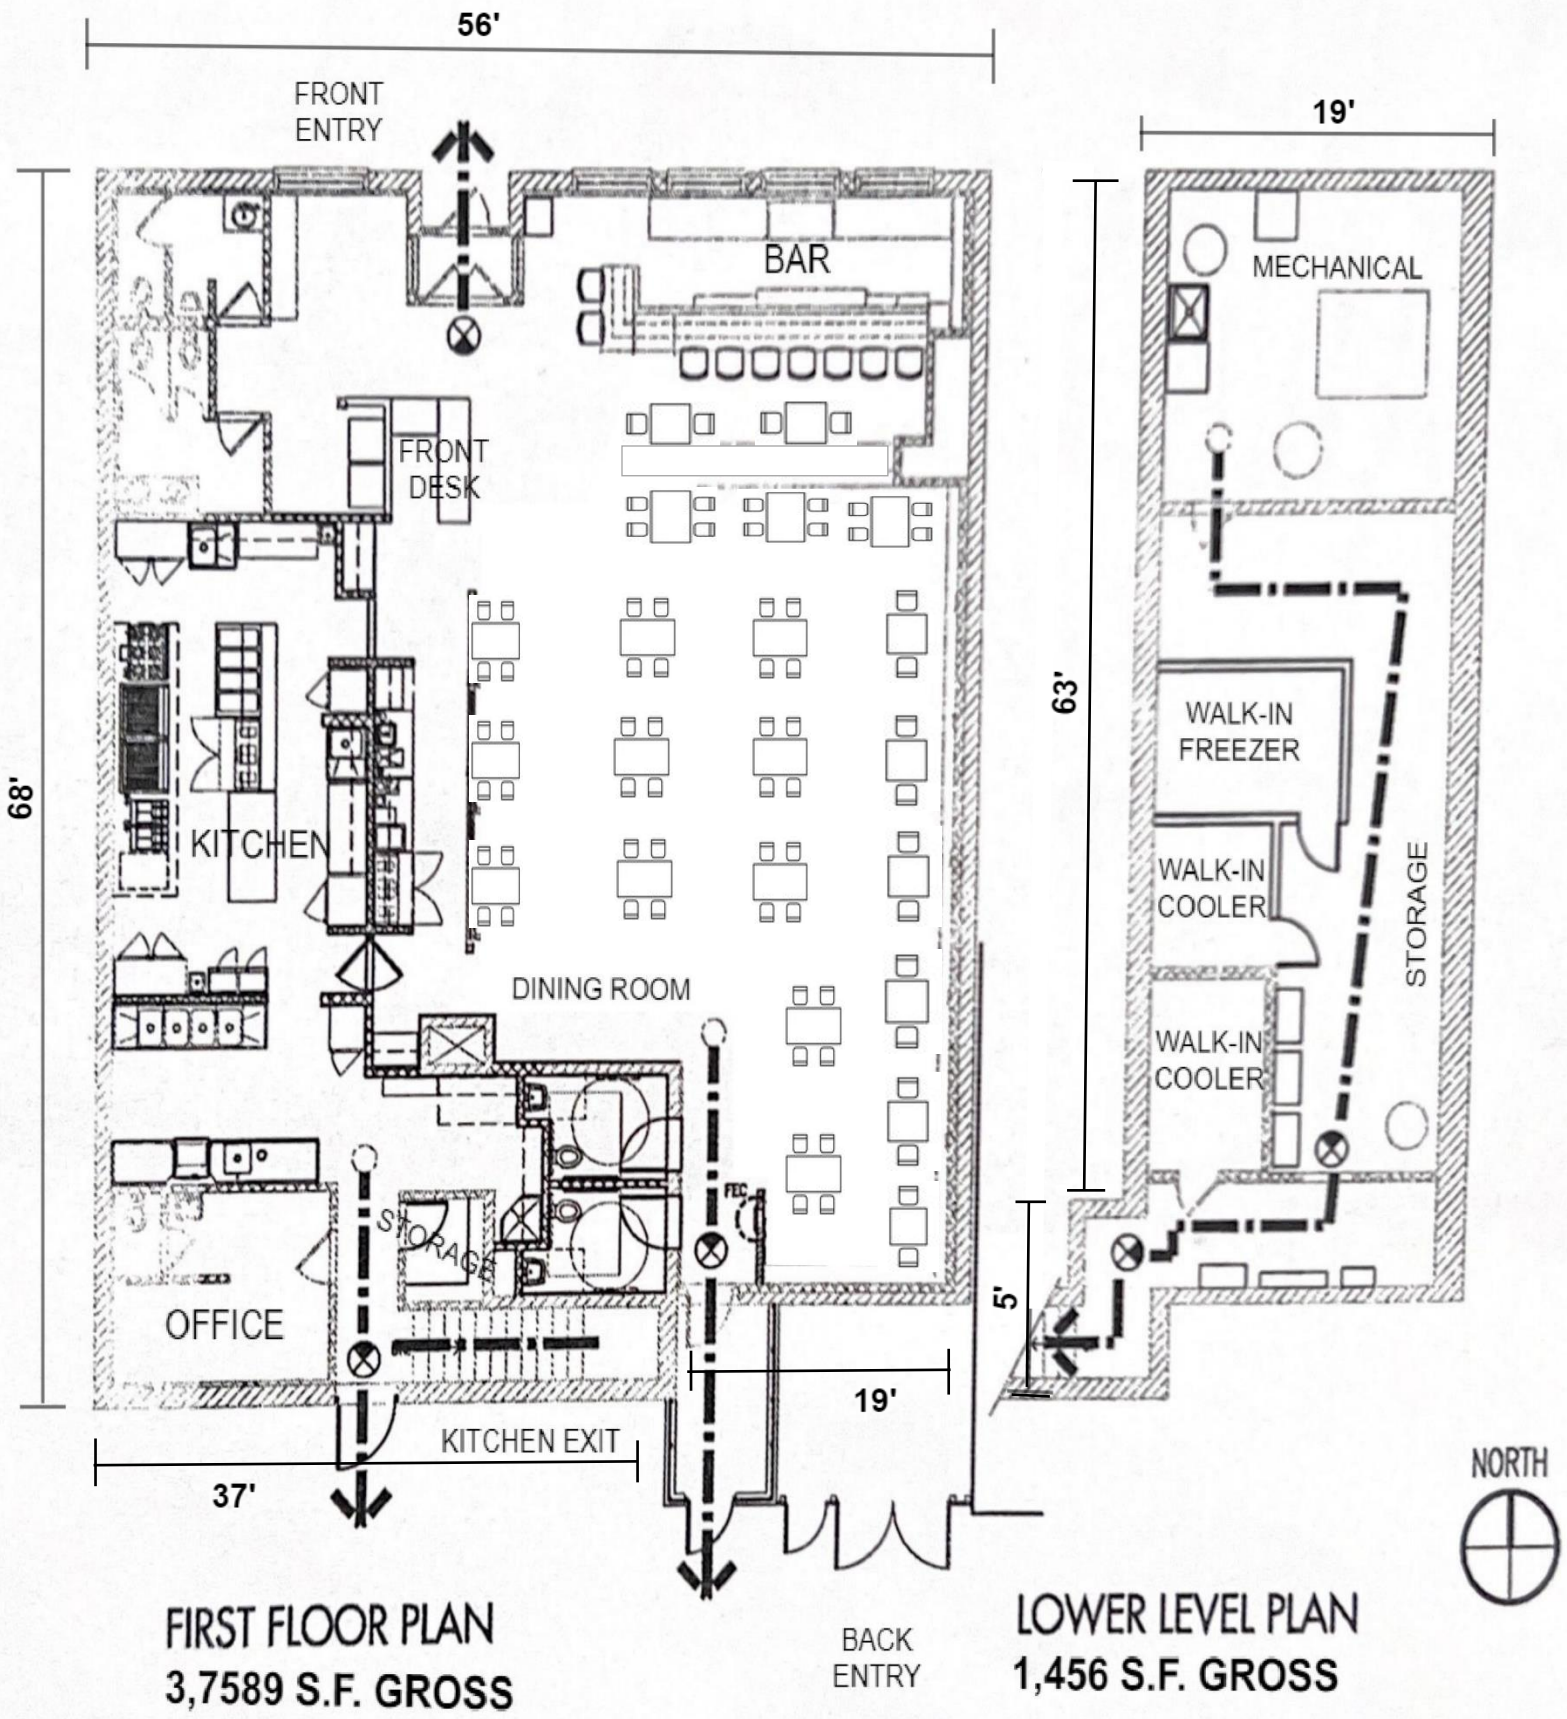 56'
FRONT
ENTRY
19'
BAR
MECHANICAL
FRONT
DESK
63'
WALK-IN
FREEZER
68'
KITCHEN
WALK-IN
COOLER
STORAGE
DINING ROOM
WALK-IN
COOLER
FEC
STORAGE
OFFICE
5'
19'
KITCHEN EXIT
37'
NORTH
FIRST FLOOR PLAN
3,7589 S.F. GROSS
BACK
ENTRY
LOWER LEVEL PLAN
1,456 S.F. GROSS